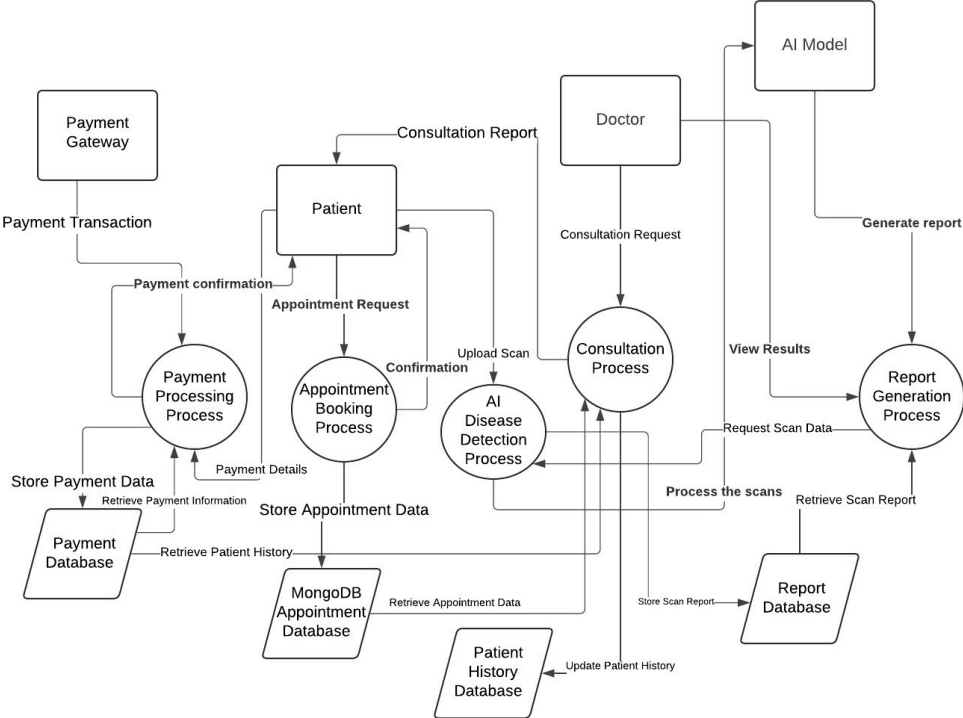 AI Model
Payment
Gateway
Doctor
Consultation Report
Patient
Payment Transaction
Generate report
Consultation Request
Payment confirmation
Appointment Request
View Results
Upload Scan
Confirmation
Consultation
Process
Payment
Processing
Process
Appointment
Booking
Process
AI
Disease
Detection
Process
Report
Generation
Process
Request Scan Data
Payment Details
Store Payment Data
Retrieve Payment Information
Process the scans
Retrieve Scan Report
Store Appointment Data
Payment
Database
Retrieve Patient History
MongoDB
Appointment
Database
Retrieve Appointment Data
Store Scan Report
Report
Database
Patient
History
Database
Update Patient History